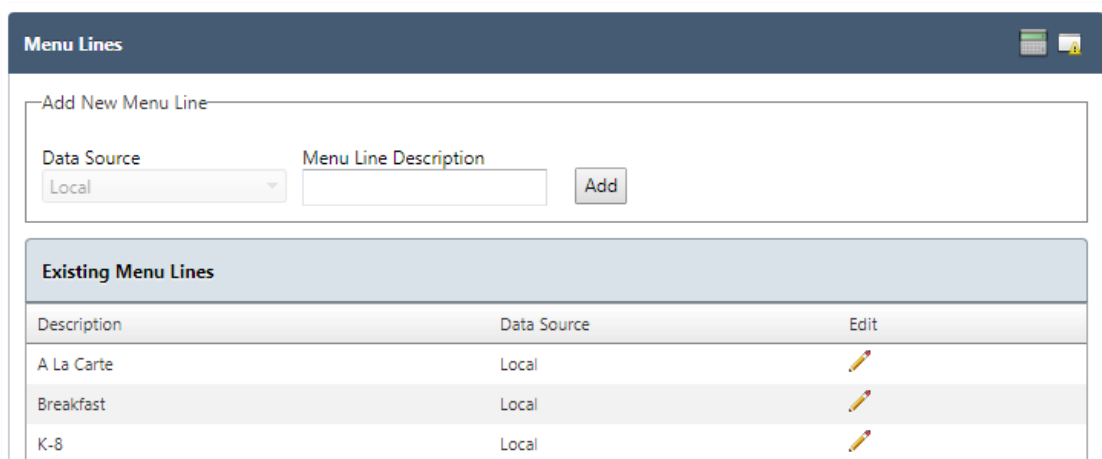 Menu Lines
Add New Menu Line
Data Source Menu Line Description
Local Add
Existing Menu Lines
Description Data Source Edit
A La Carte Local
Breakfast Local
K-8 Local